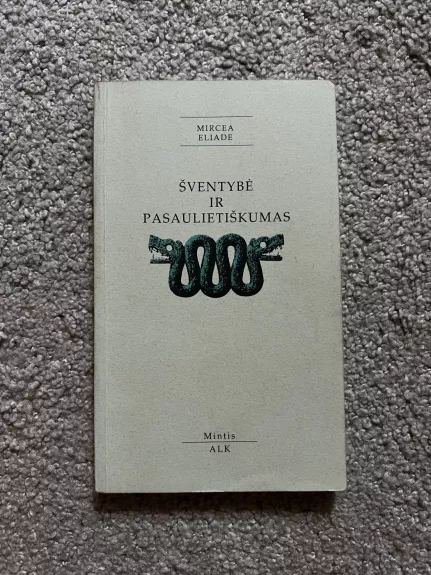 MIRCEA
ELIADE
ŠVENTYBĖ
IR
PASAULIETIŠKUMAS
Mintis
ALK